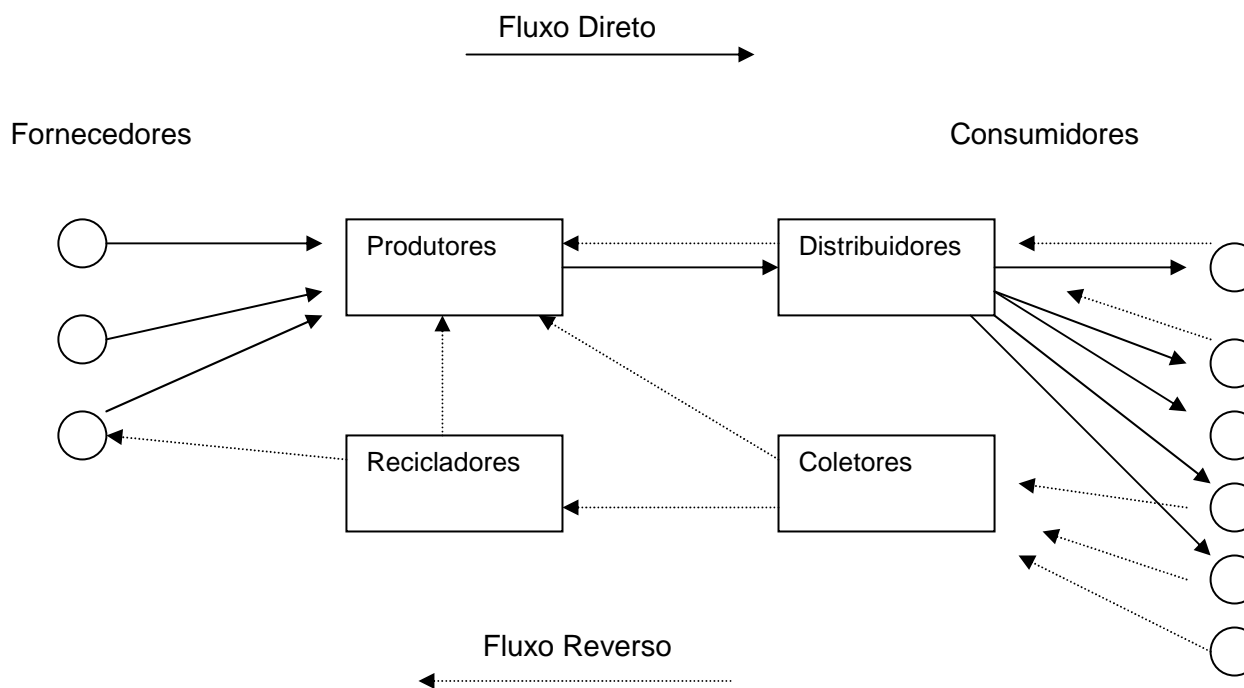 Fluxo Direto
Fornecedores
Consumidores
Produtores
Distribuidores
Recicladores
Coletores
Fluxo Reverso